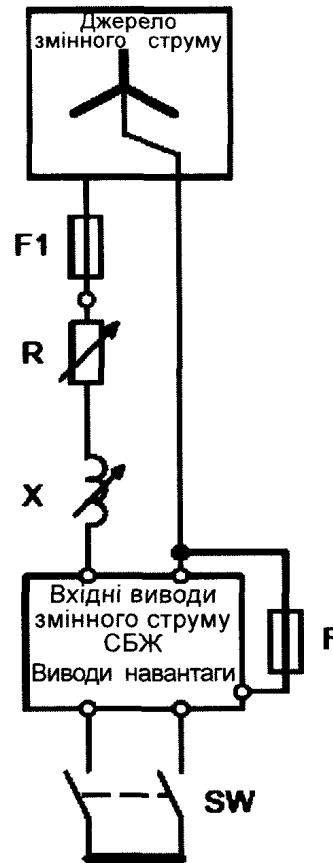 Джерело
змінного струму
F1
R
X
Вхідні виводи
змінного струму
СБЖ
Виводи навантаги
F
SW